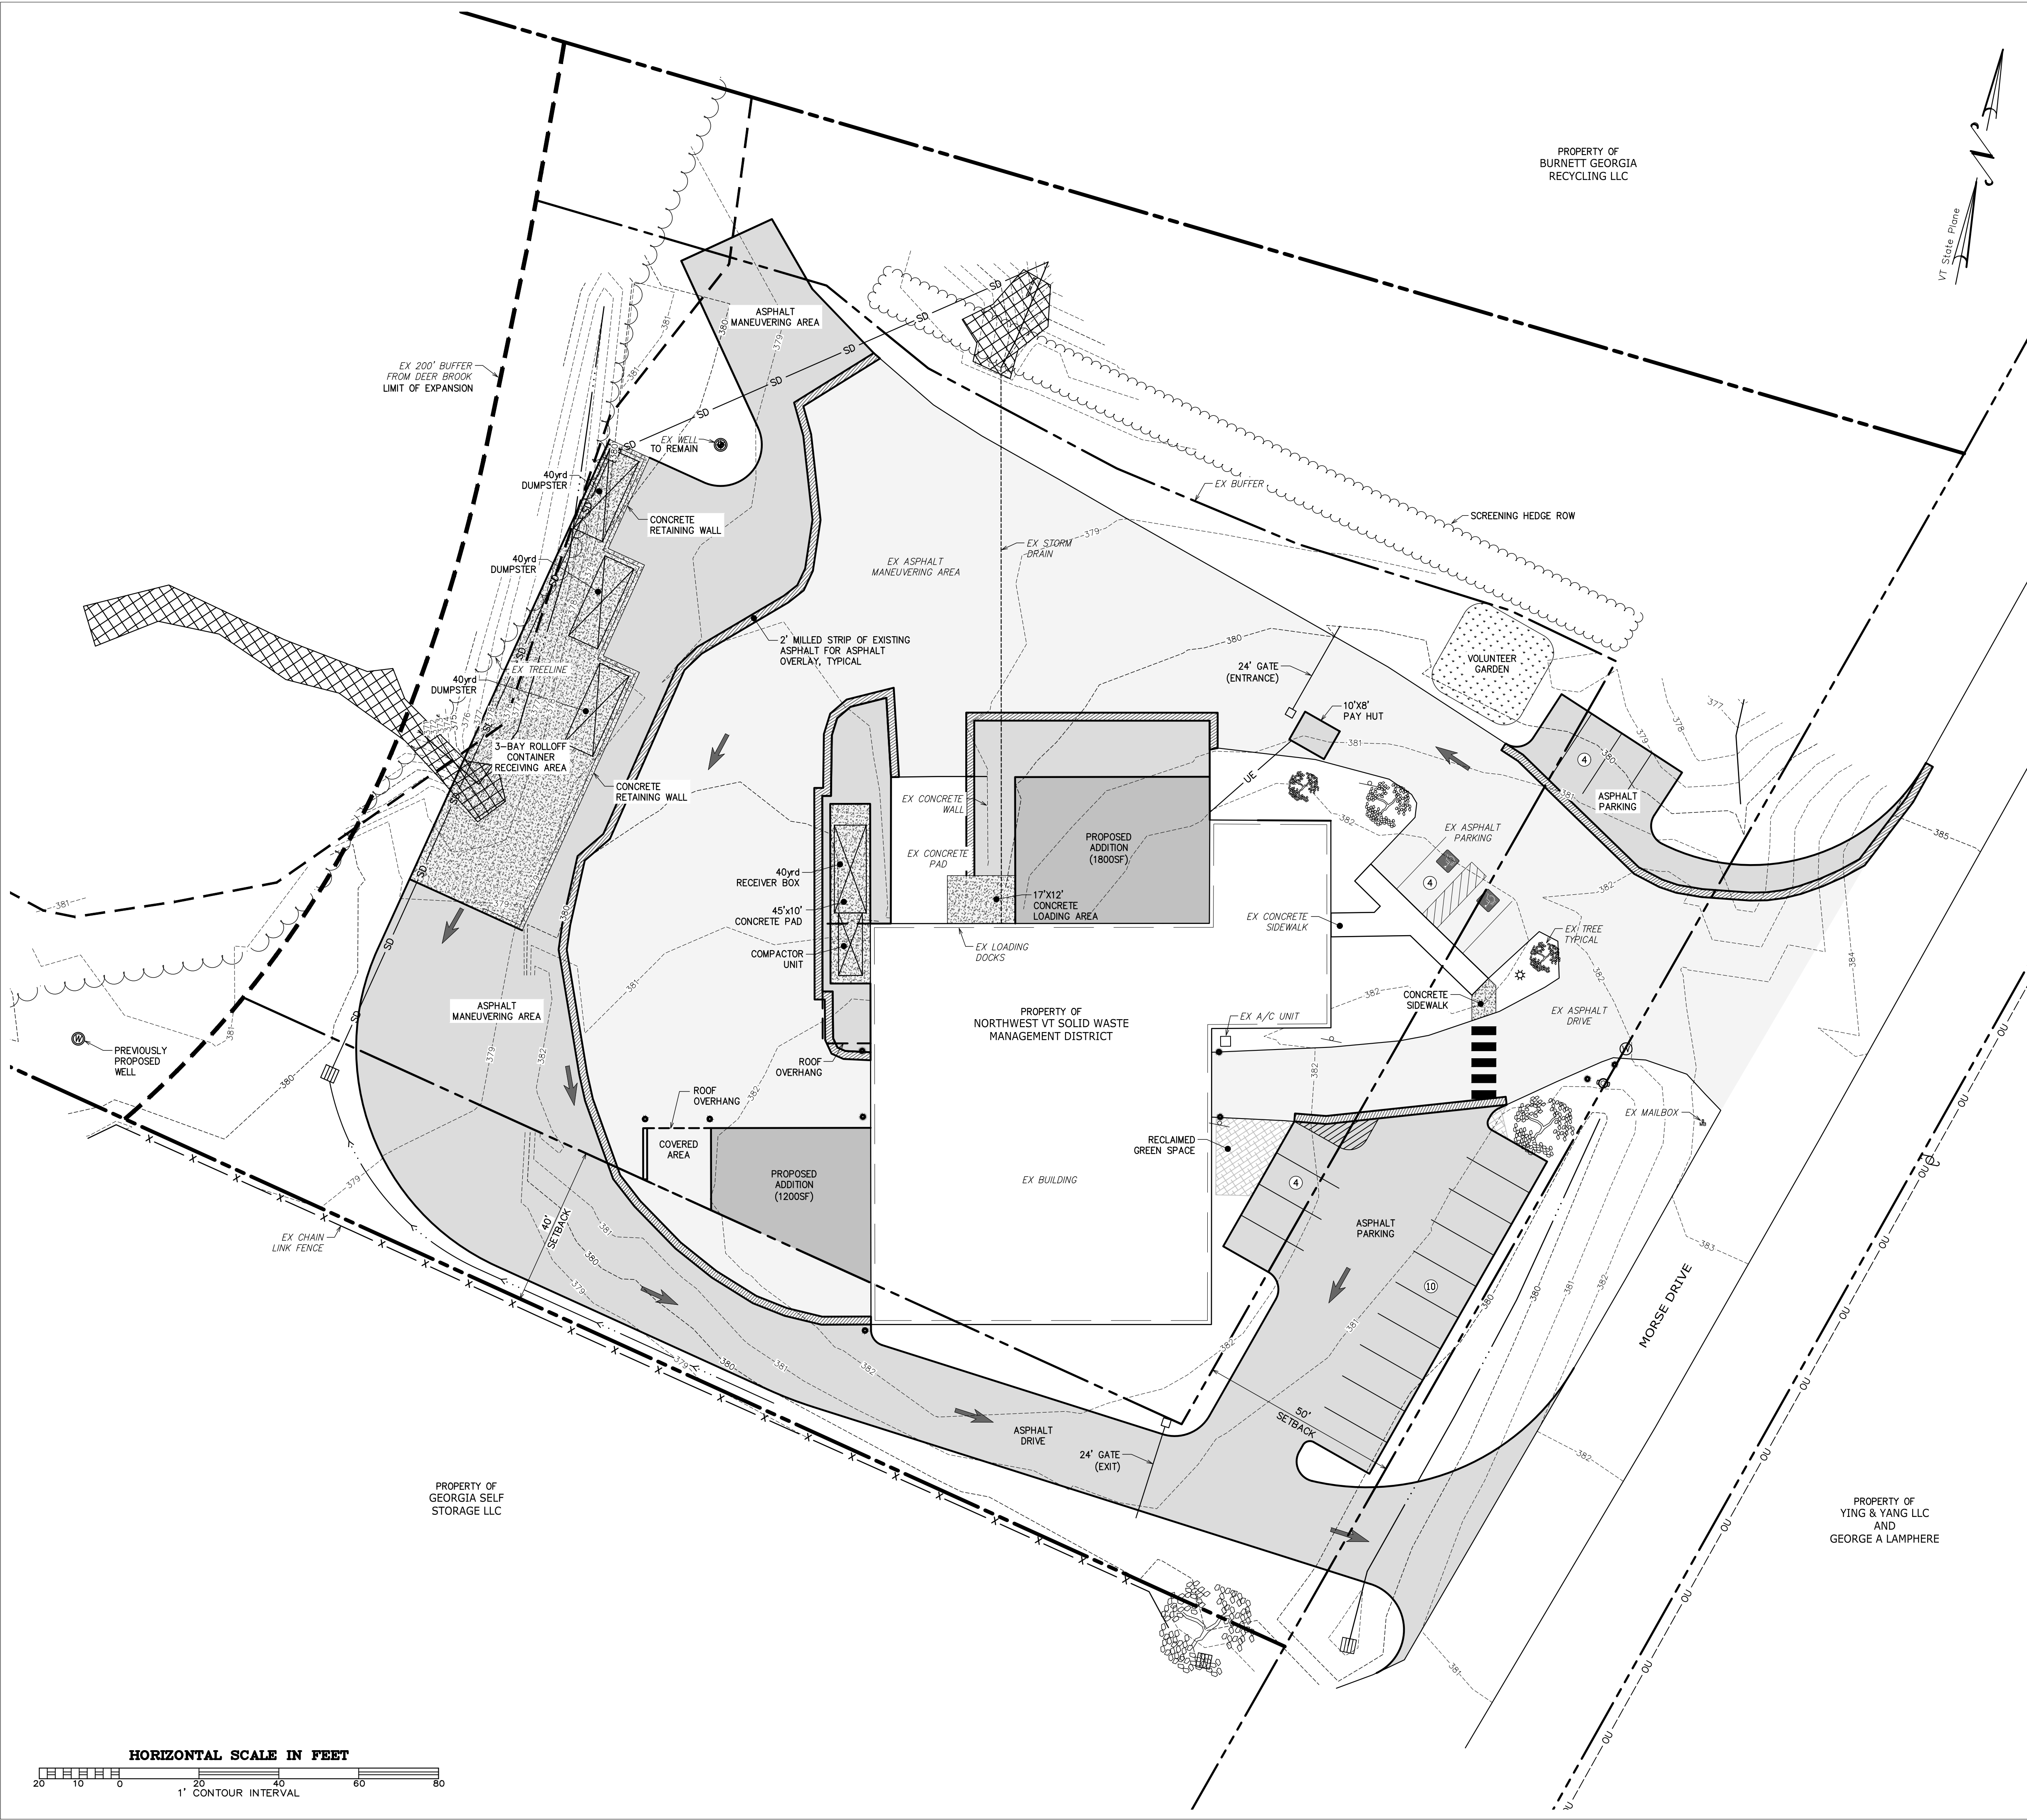 PROPERTY OF
BURNETT GEORGIA
RECYCLING LLC
N
VT State Plane
ASPHALT
MANEUVERING AREA
EX 200' BUFFER
FROM DEER BROOK
LIMIT OF EXPANSION
EX WELL
TO REMAIN
40yrd
DUMPSTER
CONCRETE
RETAINING WALL
40yrd
DUMPSTER
EX TREELINE
40yrd
DUMPSTER
3-BAY ROLLOFF
CONTAINER
RECEIVING AREA
CONCRETE
RETAINING WALL
EX ASPHALT
MANEUVERING AREA
EX STORM
DRAIN
EX BUFFER
SCREENING HEDGE ROW
2' MILLED STRIP OF EXISTING
ASPHALT FOR ASPHALT
OVERLAY, TYPICAL
24' GATE
(ENTRANCE)
10'X8'
PAY HUT
VOLUNTEER
GARDEN
4
ASPHALT
PARKING
UE
EX CONCRETE
WALL
EX CONCRETE
PAD
PROPOSED
ADDITION
(1800SF)
EX ASPHALT
PARKING
4
40yrd
RECEIVER BOX
45'x10'
CONCRETE PAD
COMPACTOR
UNIT
17'X12'
CONCRETE
LOADING AREA
EX LOADING
DOCKS
EX CONCRETE
SIDEWALK
EX TREE
TYPICAL
CONCRETE
SIDEWALK
EX ASPHALT
DRIVE
PROPERTY OF
NORTHWEST VT SOLID WASTE
MANAGEMENT DISTRICT
EX A/C UNIT
ASPHALT
MANEUVERING AREA
W
PREVIOUSLY
PROPOSED
WELL
ROOF
OVERHANG
ROOF
OVERHANG
COVERED
AREA
PROPOSED
ADDITION
(1200SF)
W
EX MAILBOX
RECLAIMED
GREEN SPACE
EX BUILDING
4
ASPHALT
PARKING
10
EX CHAIN
LINK FENCE
40'
SETBACK
MORSE DRIVE
50'
SETBACK
ASPHALT
DRIVE
24' GATE
(EXIT)
PROPERTY OF
GEORGIA SELF
STORAGE LLC
PROPERTY OF
YING & YANG LLC
AND
GEORGE A LAMPHERE
HORIZONTAL SCALE IN FEET
20 10 0 20 40 60 80
1' CONTOUR INTERVAL